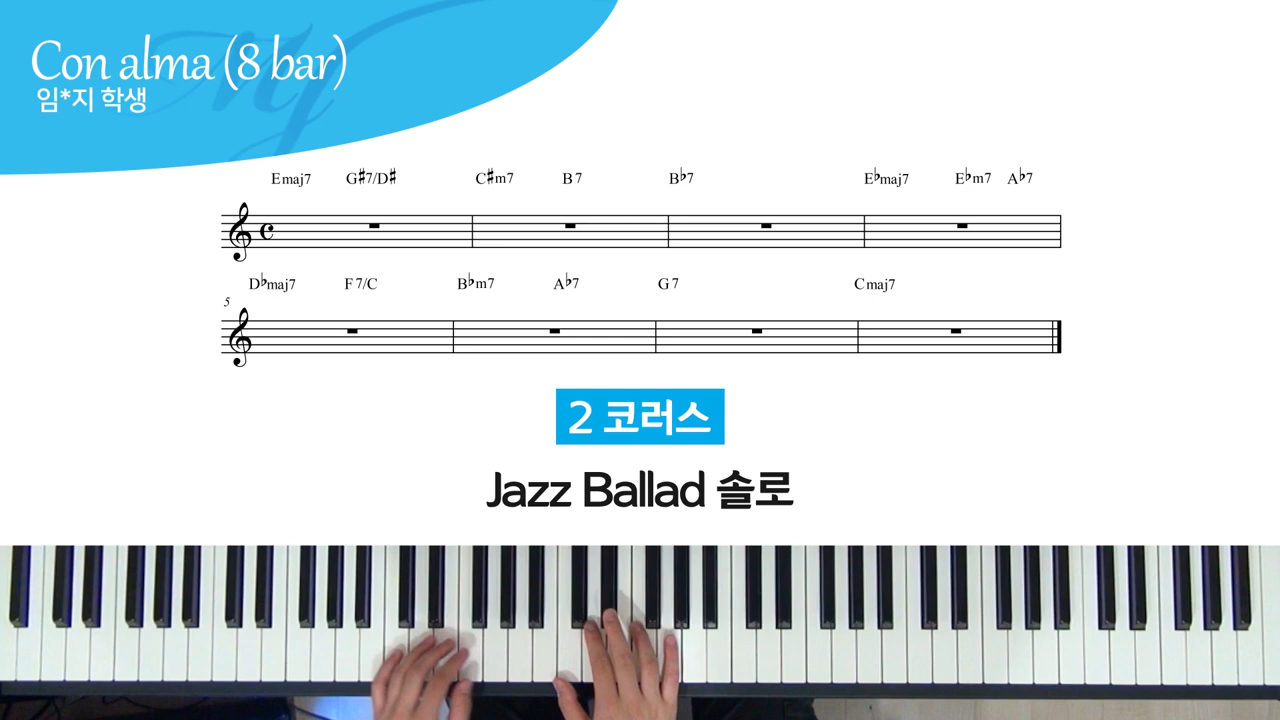 Con alma (8 bar)
임*지 학생
Emaj7 G♯7/D♯ C♯m7 B7 B♭7 E♭maj7 E♭m7 A♭7
D♭maj7 F7/C B♭m7 A♭7 G7 Cmaj7
5
2 코러스
Jazz Ballad 솔로